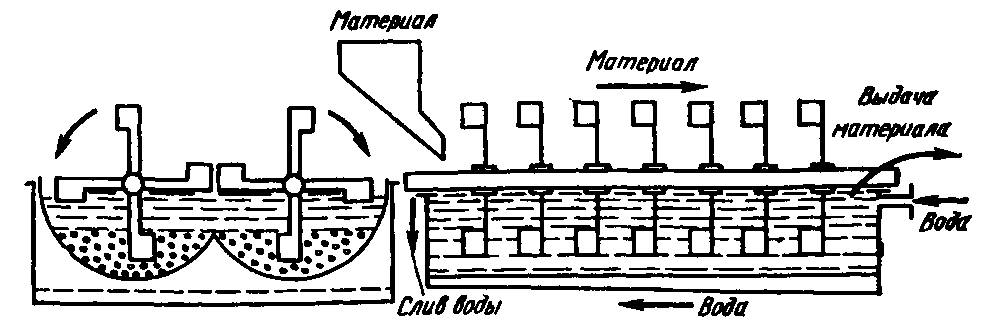 Материал
Материал
Выдача
материала
Вода
Слив воды
Вода